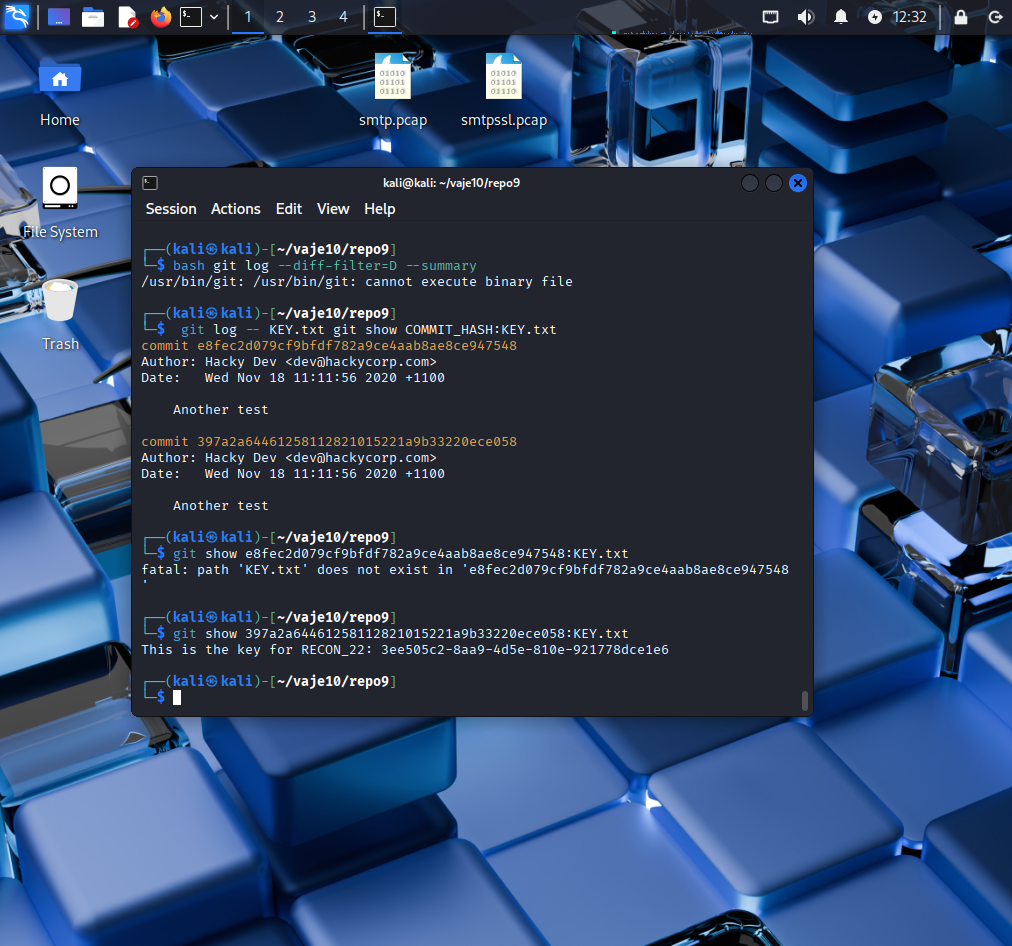 1 2 3 4 12:32
Home
smtp.pcap
smtpssl.pcap
File System
Trash
kali@kali: ~/vaje10/repo9
Session Actions Edit View Help
┌──(kali㉿kali)-[~/vaje10/repo9]
└─$ bash git log --diff-filter=D --summary
/usr/bin/git: /usr/bin/git: cannot execute binary file
┌──(kali㉿kali)-[~/vaje10/repo9]
└─$  git log -- KEY.txt git show COMMIT_HASH:KEY.txt
commit e8fec2d079cf9bfdf782a9ce4aab8ae8ce947548
Author: Hacky Dev <dev@hackycorp.com>
Date:   Wed Nov 18 11:11:56 2020 +1100
    Another test
commit 397a2a64461258112821015221a9b33220ece058
Author: Hacky Dev <dev@hackycorp.com>
Date:   Wed Nov 18 11:11:56 2020 +1100
    Another test
┌──(kali㉿kali)-[~/vaje10/repo9]
└─$ git show e8fec2d079cf9bfdf782a9ce4aab8ae8ce947548:KEY.txt
fatal: path 'KEY.txt' does not exist in 'e8fec2d079cf9bfdf782a9ce4aab8ae8ce947548
'
┌──(kali㉿kali)-[~/vaje10/repo9]
└─$ git show 397a2a64461258112821015221a9b33220ece058:KEY.txt
This is the key for RECON_22: 3ee505c2-8aa9-4d5e-810e-921778dce1e6
┌──(kali㉿kali)-[~/vaje10/repo9]
└─$